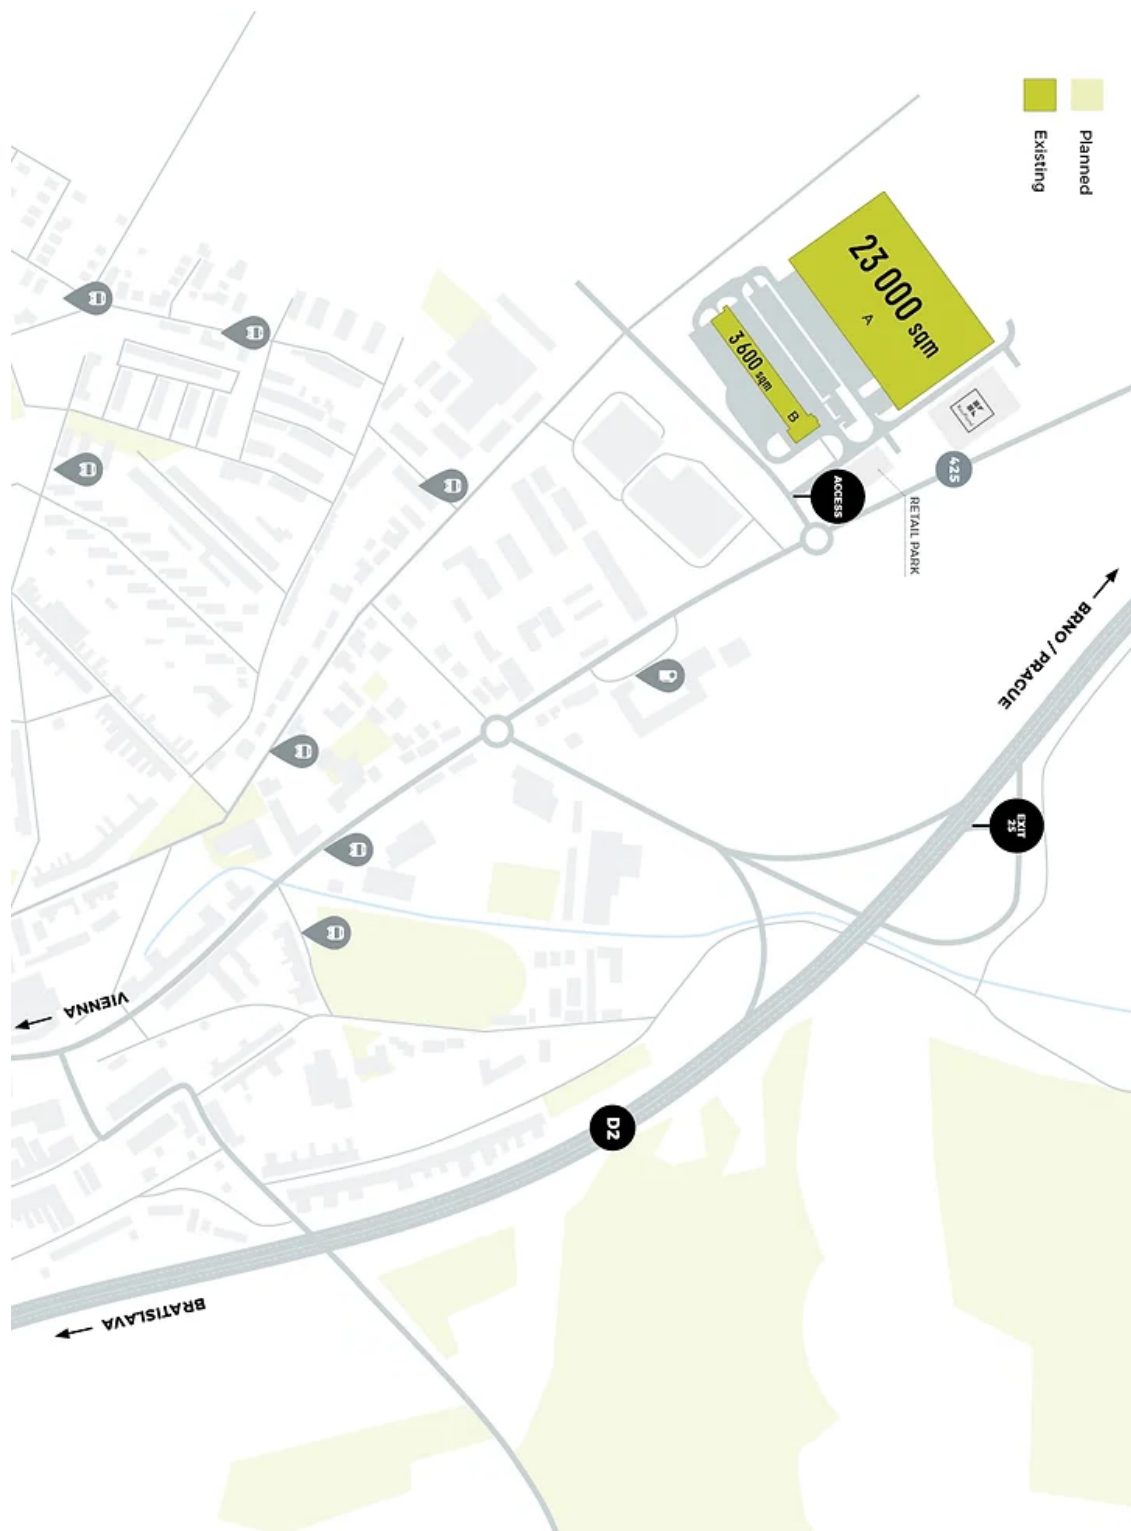 Planned
Existing
23 000 sqm
A
3 600 sqm
B
425
ACCESS
RETAIL PARK
BRNO / PRAGUE
EXIT
25
D2
VIENNA
BRATISLAVA